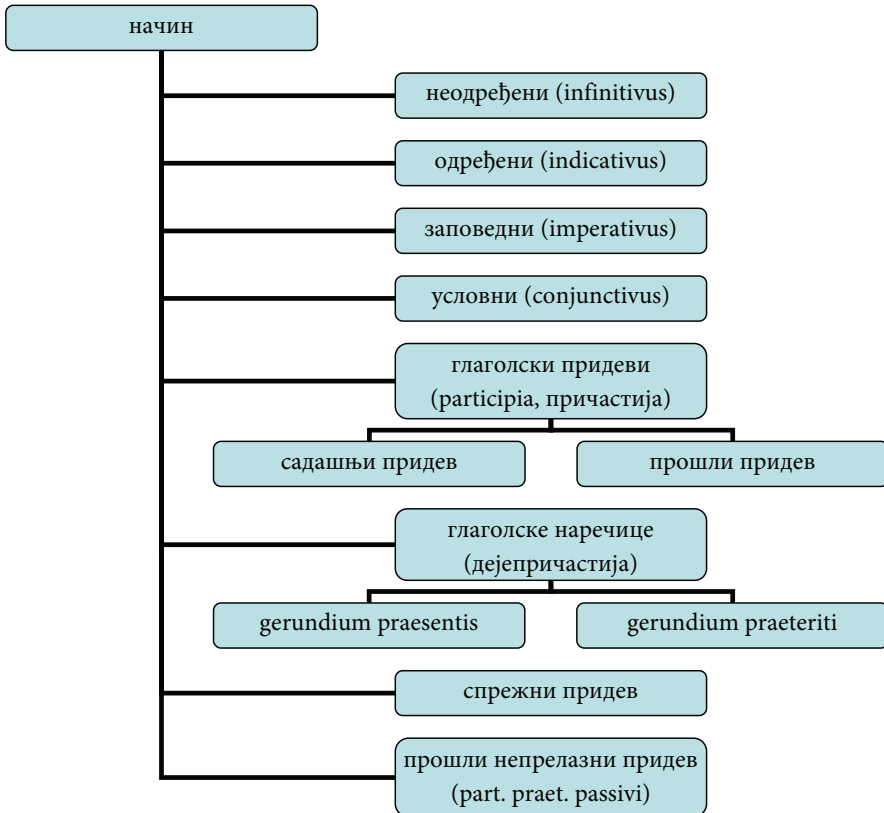 начин
неодређени (infinitivus)
одређени (indicativus)
заповедни (imperativus)
условни (conjunctivus)
глаголски придеви
(participia, причастија)
садашњи придев
прошли придев
глаголске наречице
(дејепричастија)
gerundium praesentis
gerundium praeteriti
спрежни придев
прошли непрелазни придев
(part. praet. passivi)